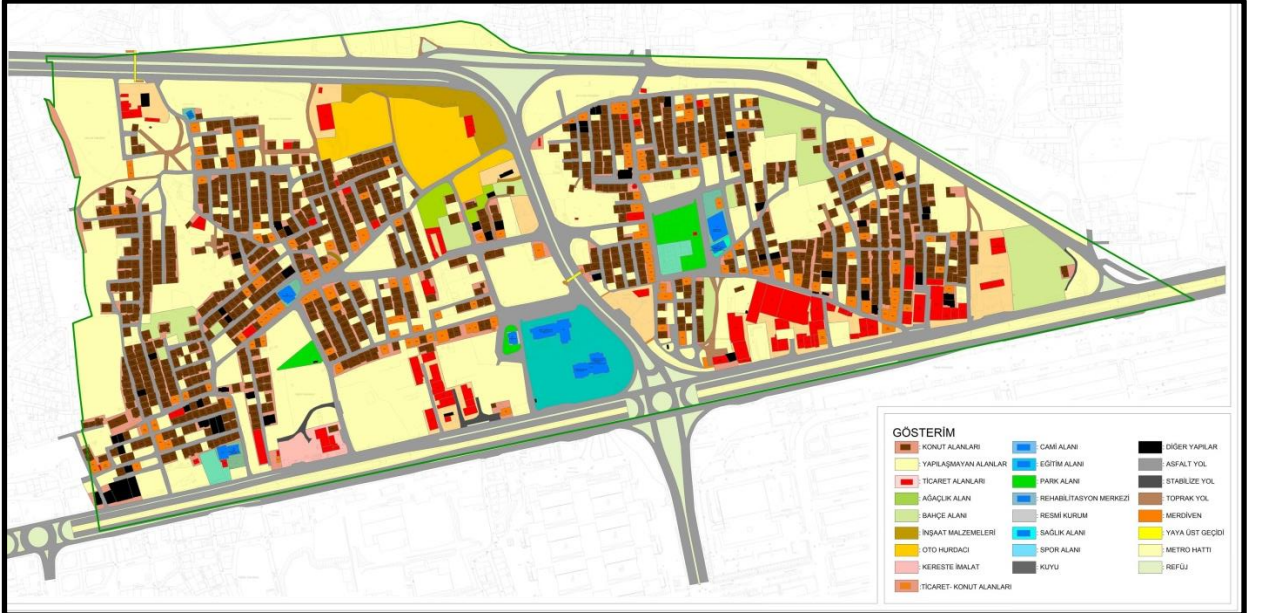 GÖSTERİM
KONUT ALANLARI
YAPILAŞMAYAN ALANLAR
TİCARET ALANLARI
AĞAÇLIK ALAN
BAHÇE ALANI
İNŞAAT MALZEMELERİ
OTO HURDACI
KERESTE İMALAT
TİCARET- KONUT ALANLARI
CAMİ ALANI
EĞİTİM ALANI
PARK ALANI
REHABİLİTASYON MERKEZİ
RESMİ KURUM
SAĞLIK ALANI
SPOR ALANI
KUYU
DİĞER YAPILAR
ASFALT YOL
STABİLİZE YOL
TOPRAK YOL
MERDİVEN
YAYA ÜST GEÇİDİ
METRO HATTI
REFÜJ